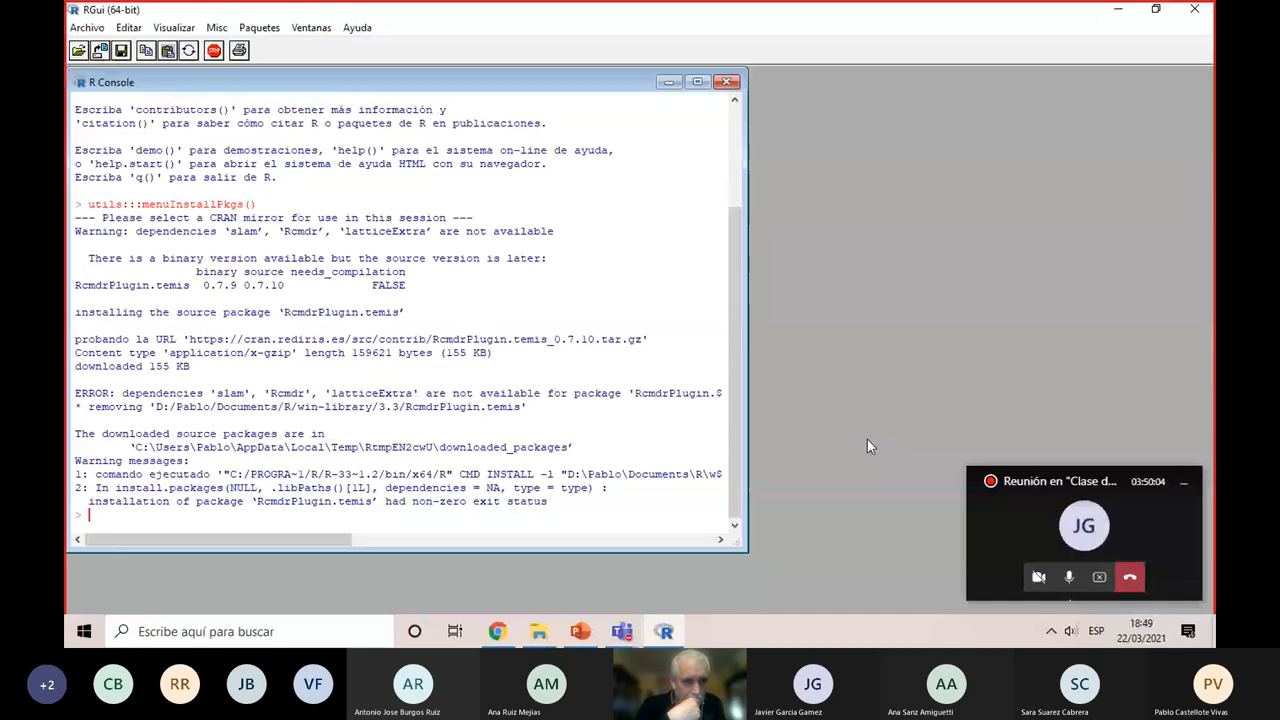 RGui (64-bit)
Archivo Editar Visualizar Misc Paquetes Ventanas Ayuda
STOP
R Console
Escriba 'contributors()' para obtener más información y
'citation()' para saber cómo citar R o paquetes de R en publicaciones.
Escriba 'demo()' para demostraciones, 'help()' para el sistema on-line de ayuda,
o 'help.start()' para abrir el sistema de ayuda HTML con su navegador.
Escriba 'q()' para salir de R.
> utils:::menuInstallPkgs()
--- Please select a CRAN mirror for use in this session ---
Warning: dependencies ‘slam’, ‘Rcmdr’, ‘latticeExtra’ are not available
There is a binary version available but the source version is later:
binary source needs_compilation
RcmdrPlugin.temis 0.7.9 0.7.10 FALSE
installing the source package ‘RcmdrPlugin.temis’
probando la URL 'https://cran.rediris.es/src/contrib/RcmdrPlugin.temis_0.7.10.tar.gz'
Content type 'application/x-gzip' length 159621 bytes (155 KB)
downloaded 155 KB
ERROR: dependencies 'slam', 'Rcmdr', 'latticeExtra' are not available for package 'RcmdrPlugin.$
* removing 'D:/Pablo/Documents/R/win-library/3.3/RcmdrPlugin.temis'
The downloaded source packages are in
‘C:\Users\Pablo\AppData\Local\Temp\RtmpEN2cwU\downloaded_packages’
Warning messages:
1: comando ejecutado '"C:/PROGRA~1/R/R-33~1.2/bin/x64/R" CMD INSTALL -l "D:\Pablo\Documents\R\w$
2: In install.packages(NULL, .libPaths()[1L], dependencies = NA, type = type) :
installation of package ‘RcmdrPlugin.temis’ had non-zero exit status
>
Reunión en "Clase d... 03:50:04
JG
Escribe aquí para buscar
ESP
18:49
22/03/2021
+2 CB RR JB VF AR AM JG AA SC PV
Antonio Jose Burgos Ruiz Ana Ruiz Mejias Javier Garcia Gamez Ana Sanz Amiguetti Sara Suarez Cabrera Pablo Castellote Vivas